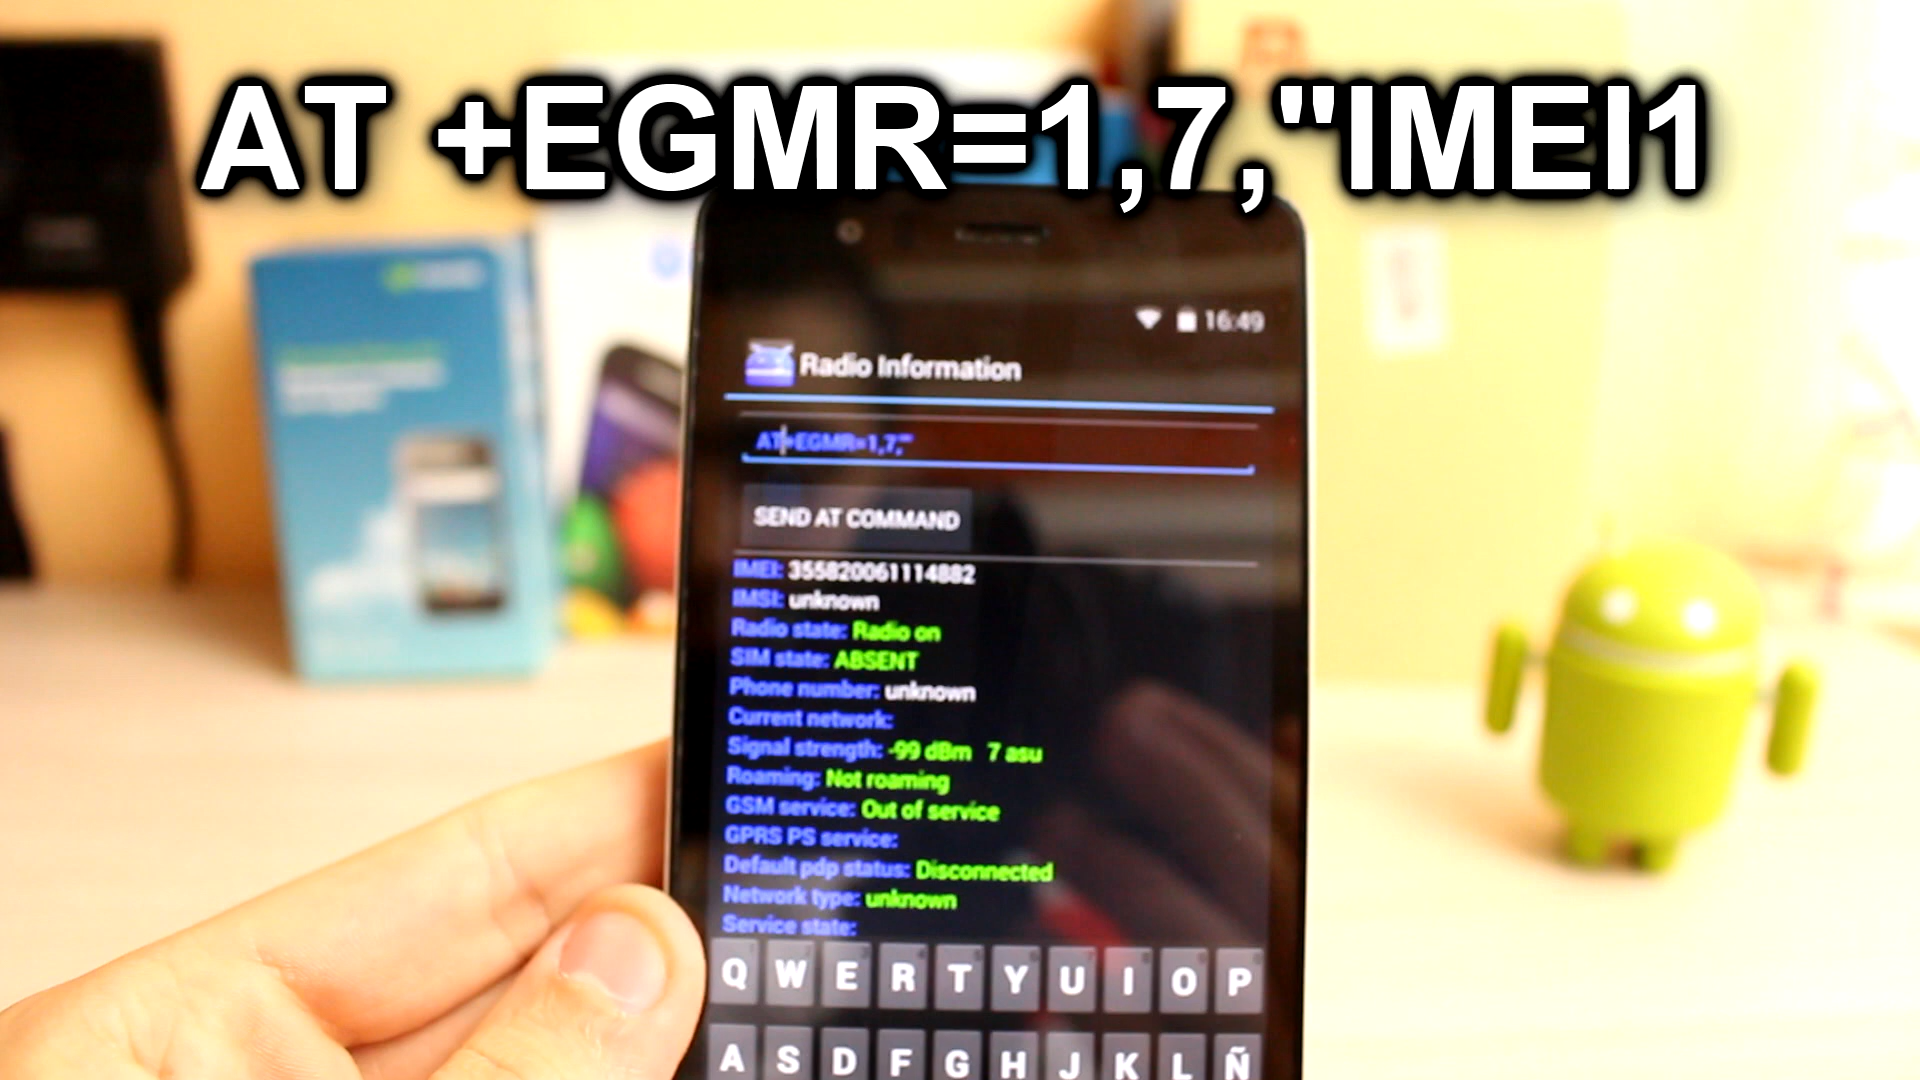 AT +EGMR=1,7,"IMEI1
16:49
Radio Information
AT+EGMR=1,7,""
SEND AT COMMAND
IMEI: 355820061114882
IMSI: unknown
Radio state: Radio on
SIM state: ABSENT
Phone number: unknown
Current network:
Signal strength: -99 dBm 7 asu
Roaming: Not roaming
GSM service: Out of service
GPRS PS service:
Default pdp status: Disconnected
Network type: unknown
Service state:
Q W E R T Y U I O P
A S D F G H J K L Ñ